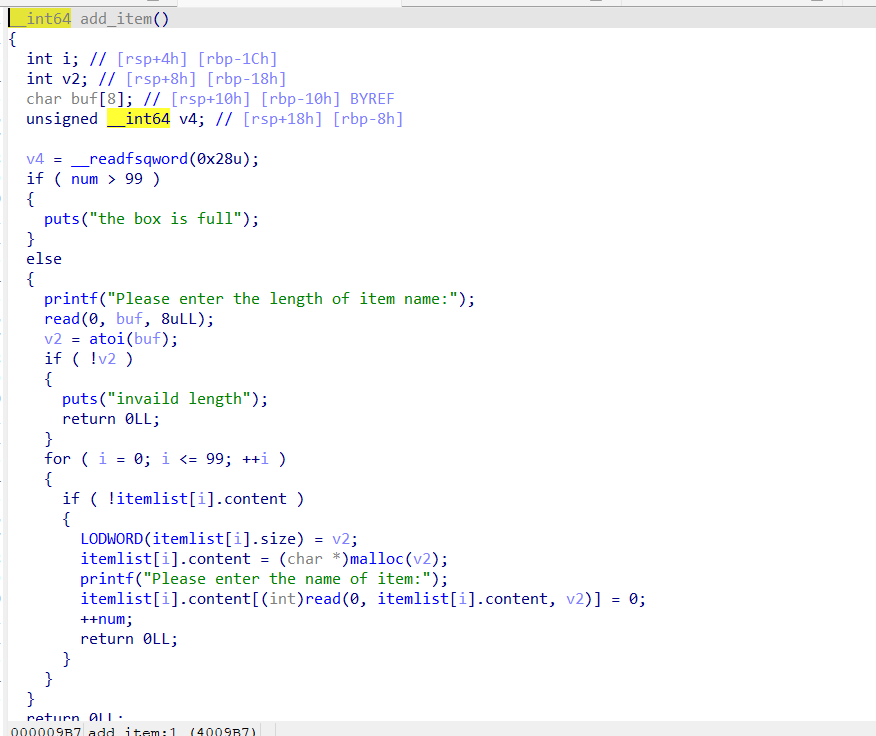 __int64 add_item()
{
  int i; // [rsp+4h] [rbp-1Ch]
  int v2; // [rsp+8h] [rbp-18h]
  char buf[8]; // [rsp+10h] [rbp-10h] BYREF
  unsigned __int64 v4; // [rsp+18h] [rbp-8h]

  v4 = __readfsqword(0x28u);
  if ( num > 99 )
  {
    puts("the box is full");
  }
  else
  {
    printf("Please enter the length of item name:");
    read(0, buf, 8uLL);
    v2 = atoi(buf);
    if ( !v2 )
    {
      puts("invaild length");
      return 0LL;
    }
    for ( i = 0; i <= 99; ++i )
    {
      if ( !itemlist[i].content )
      {
        LODWORD(itemlist[i].size) = v2;
        itemlist[i].content = (char *)malloc(v2);
        printf("Please enter the name of item:");
        itemlist[i].content[(int)read(0, itemlist[i].content, v2)] = 0;
        ++num;
        return 0LL;
      }
    }
  }
  return 0LL;
000009B7 add_item:1 (4009B7)